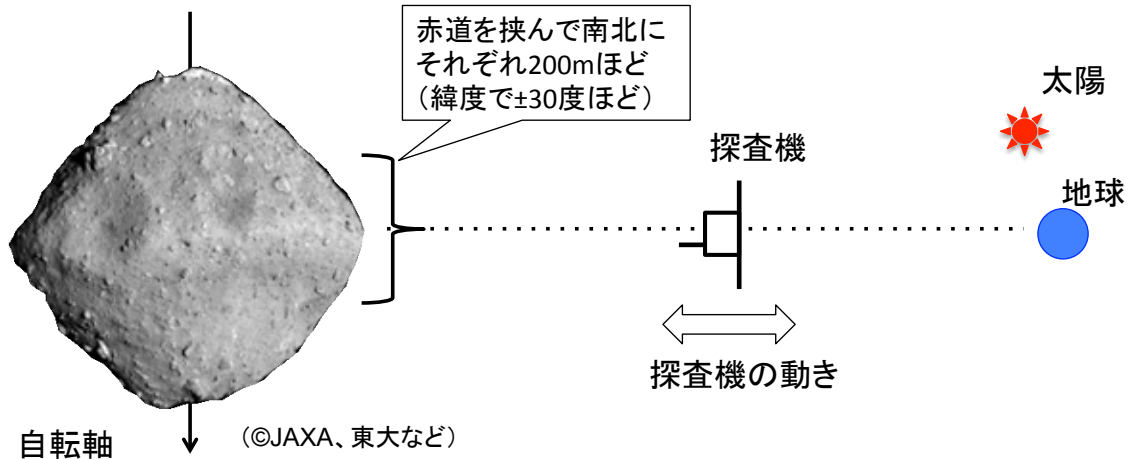 赤道を挟んで南北に
それぞれ200mほど
（緯度で±30度ほど）
太陽
探査機
地球
探査機の動き
自転軸
（©JAXA、東大など）